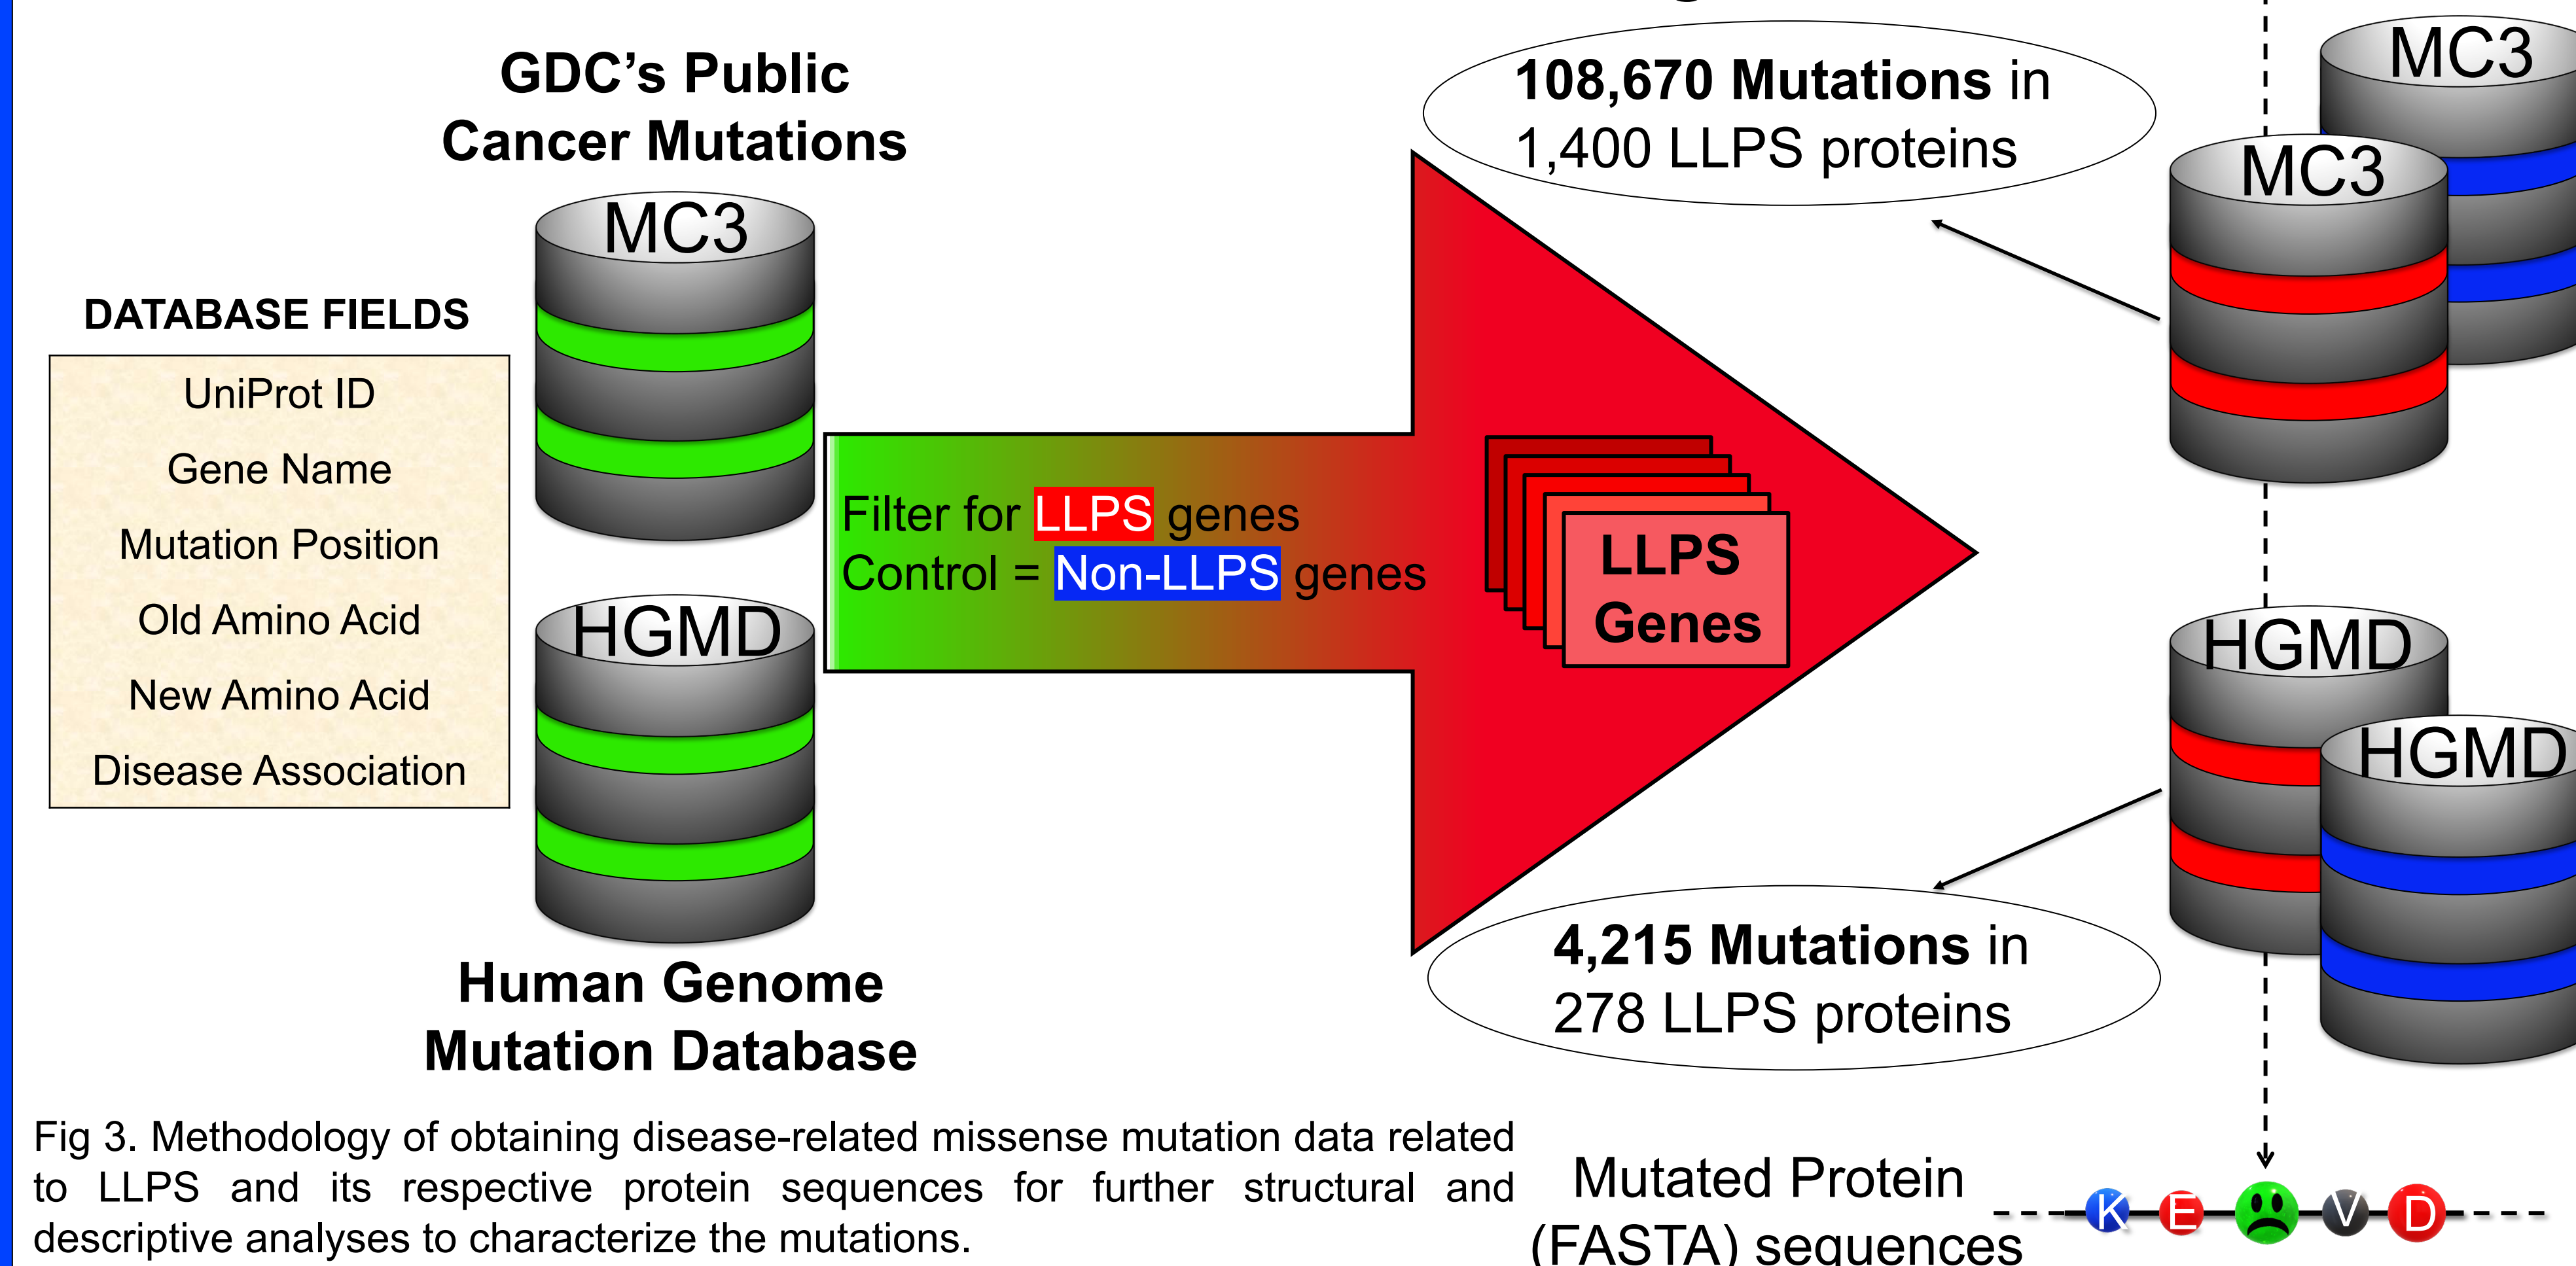 GDC’s Public
Cancer Mutations
MC3
DATABASE FIELDS
UniProt ID
Gene Name
Mutation Position
Old Amino Acid
New Amino Acid
Disease Association
HGMD
Human Genome
Mutation Database
Filter for LLPS genes
Control = Non-LLPS genes
LLPS
Genes
108,670 Mutations in
1,400 LLPS proteins
MC3
MC3
HGMD
HGMD
4,215 Mutations in
278 LLPS proteins
Fig 3. Methodology of obtaining disease-related missense mutation data related
to LLPS and its respective protein sequences for further structural and
descriptive analyses to characterize the mutations.
Mutated Protein
(FASTA) sequences
K E V D